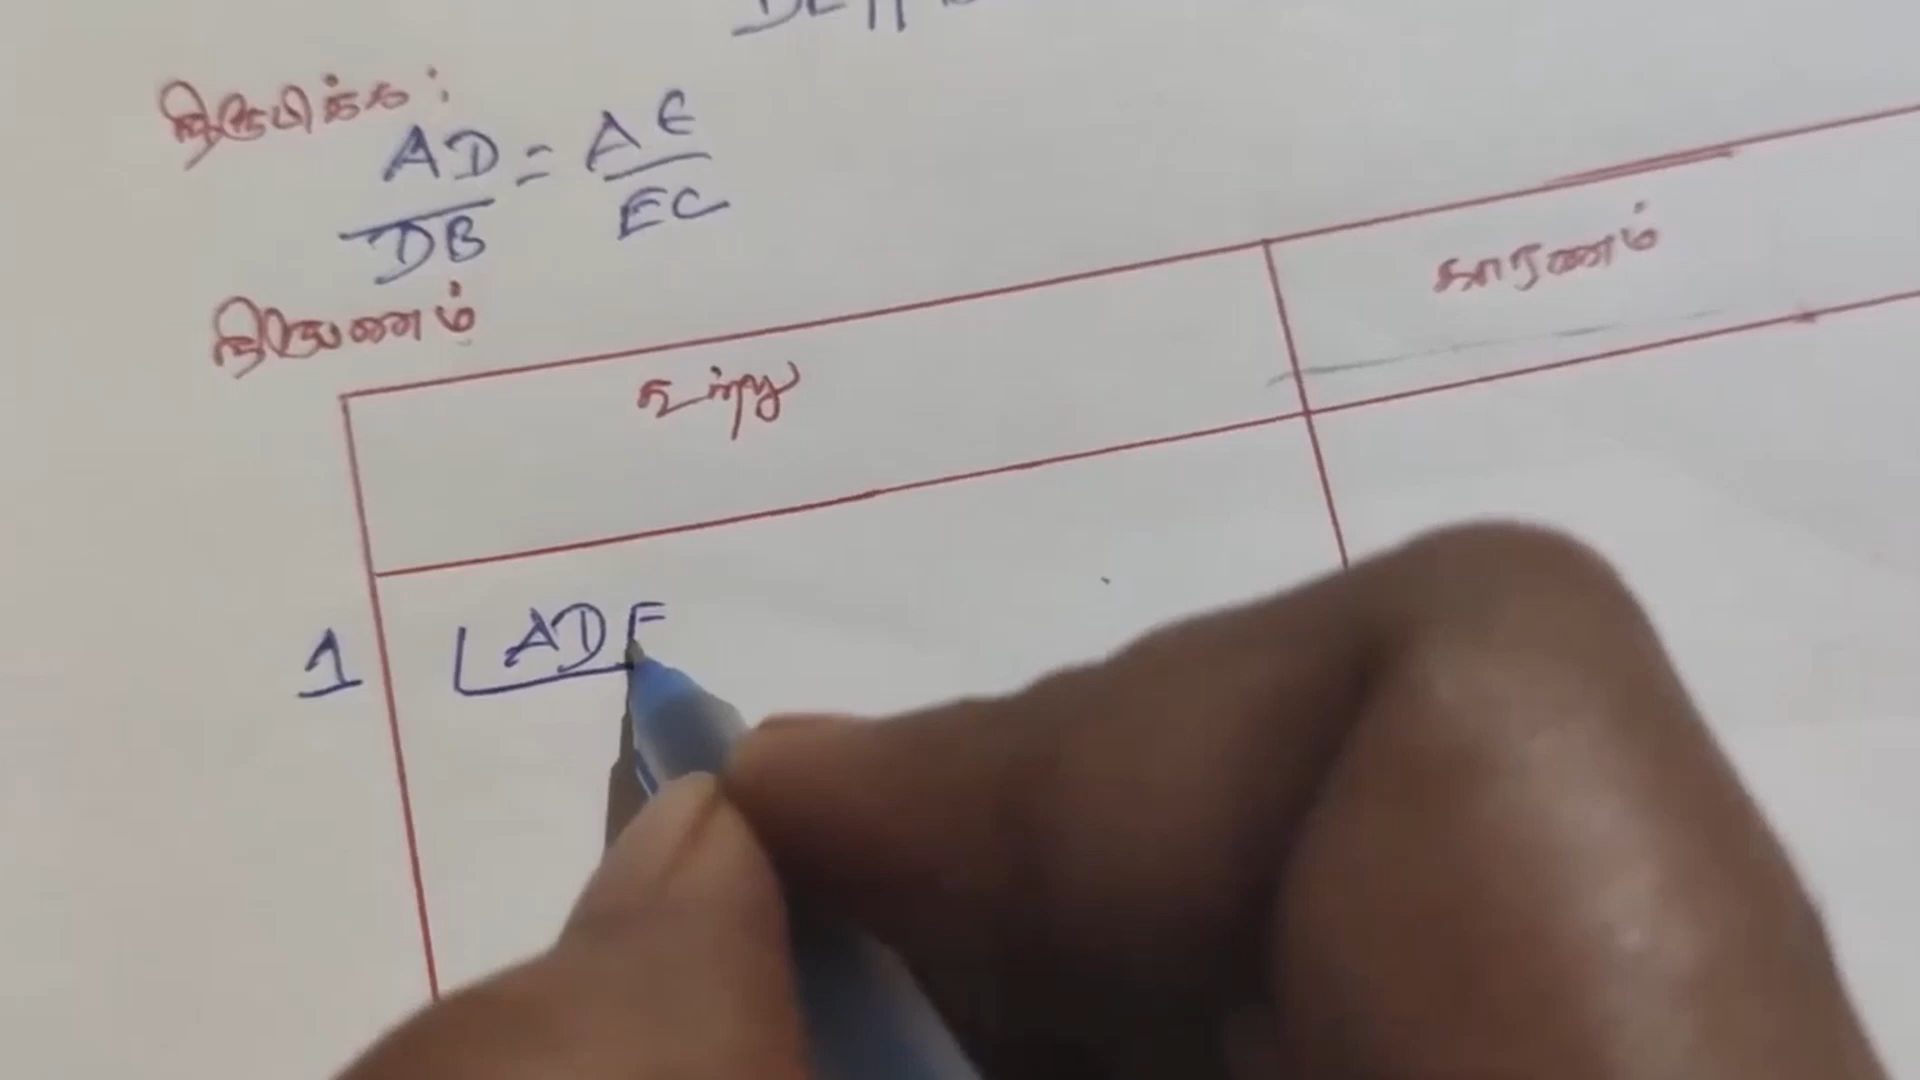 நிரூபிக்க :
AD = AE
DB EC
நிரூபணம்
கூற்று
காரணம்
1 ∠ADE